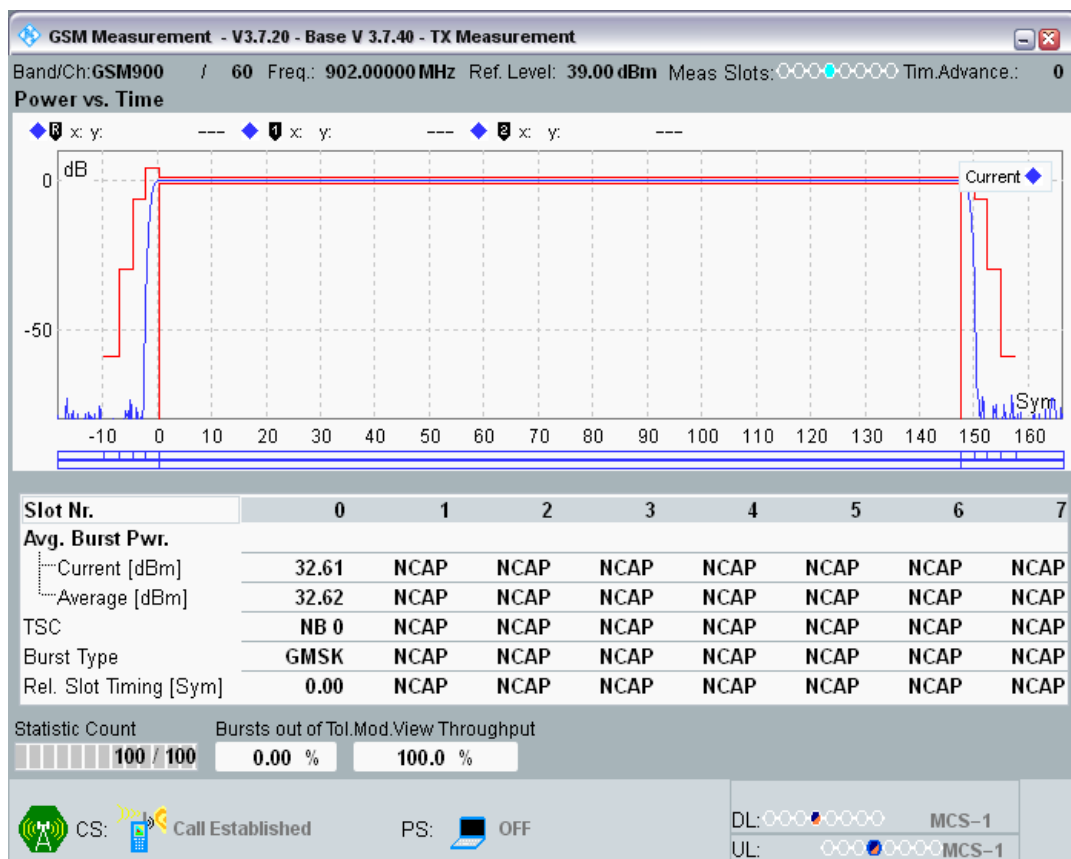 GSM Measurement - V3.7.20 - Base V 3.7.40 - TX Measurement
Band/Ch:GSM900 / 60 Freq.: 902.00000 MHz Ref. Level: 39.00 dBm Meas Slots: Tim.Advance.: 0
Power vs. Time
R x: y: --- 1 x: y: --- 2 x: y: ---
dB
Current
0
-50
Sym
-10 0 10 20 30 40 50 60 70 80 90 100 110 120 130 140 150 160
Slot Nr. 0 1 2 3 4 5 6 7
Avg. Burst Pwr.
Current [dBm] 32.61 NCAP NCAP NCAP NCAP NCAP NCAP NCAP
Average [dBm] 32.62 NCAP NCAP NCAP NCAP NCAP NCAP NCAP
TSC NB 0 NCAP NCAP NCAP NCAP NCAP NCAP NCAP
Burst Type GMSK NCAP NCAP NCAP NCAP NCAP NCAP NCAP
Rel. Slot Timing [Sym] 0.00 NCAP NCAP NCAP NCAP NCAP NCAP NCAP
Statistic Count Bursts out of Tol. Mod.View Throughput
100 / 100 0.00 % 100.0 %
CS: Call Established PS: OFF
DL: MCS-1
UL: MCS-1